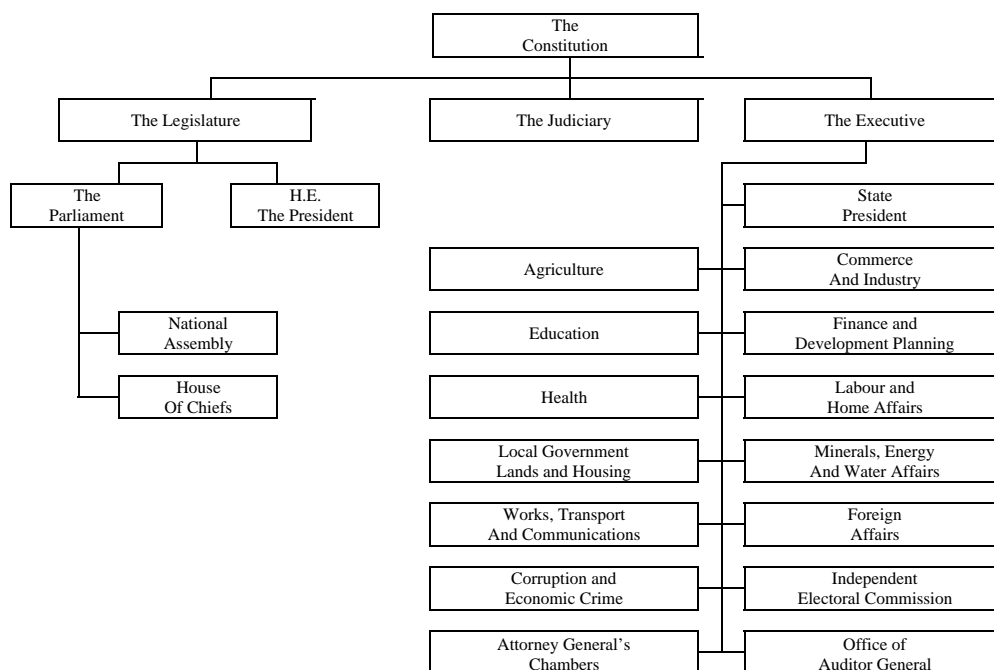 The
Constitution
The Legislature
The Judiciary
The Executive
The
Parliament
H.E.
The President
State
President
Agriculture
Commerce
And Industry
National
Assembly
Education
Finance and
Development Planning
House
Of Chiefs
Health
Labour and
Home Affairs
Local Government
Lands and Housing
Minerals, Energy
And Water Affairs
Works, Transport
And Communications
Foreign
Affairs
Corruption and
Economic Crime
Independent
Electoral Commission
Attorney General's
Chambers
Office of
Auditor General